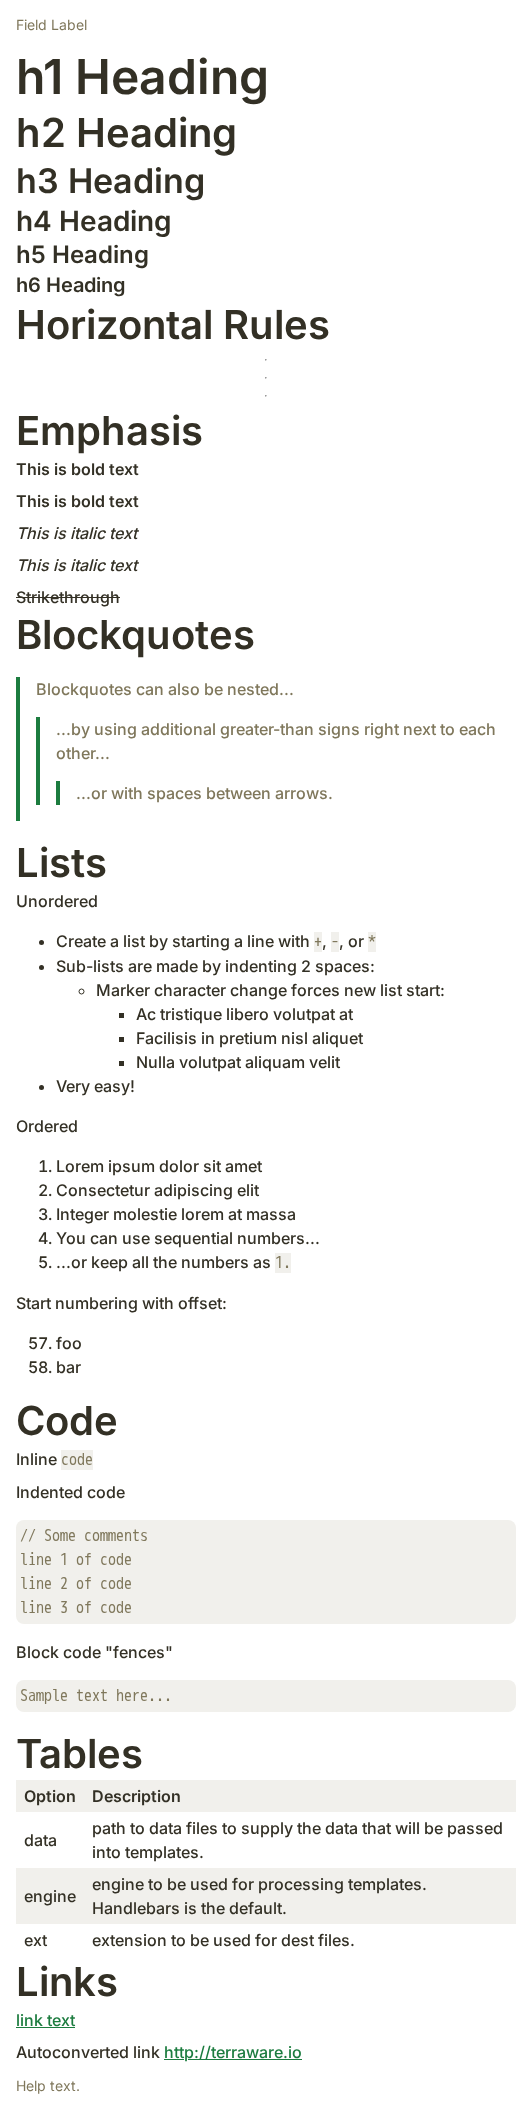 Field Label
h1 Heading
h2 Heading
h3 Heading
h4 Heading
h5 Heading
h6 Heading
Horizontal Rules
.
.
.
Emphasis
This is bold text
This is bold text
This is italic text
This is italic text
Strikethrough
Blockquotes
Blockquotes can also be nested...
...by using additional greater-than signs right next to each
other...
...or with spaces between arrows.
Lists
Unordered
• Create a list by starting a line with +, -, or *
• Sub-lists are made by indenting 2 spaces:
◦ Marker character change forces new list start:
▪ Ac tristique libero volutpat at
▪ Facilisis in pretium nisl aliquet
▪ Nulla volutpat aliquam velit
• Very easy!
Ordered
1. Lorem ipsum dolor sit amet
2. Consectetur adipiscing elit
3. Integer molestie lorem at massa
4. You can use sequential numbers...
5. ...or keep all the numbers as 1.
Start numbering with offset:
57. foo
58. bar
Code
Inline code
Indented code
// Some comments
line 1 of code
line 2 of code
line 3 of code
Block code "fences"
Sample text here...
Tables
Option Description
data path to data files to supply the data that will be passed
into templates.
engine engine to be used for processing templates.
Handlebars is the default.
ext extension to be used for dest files.
Links
link text
Autoconverted link http://terraware.io
Help text.